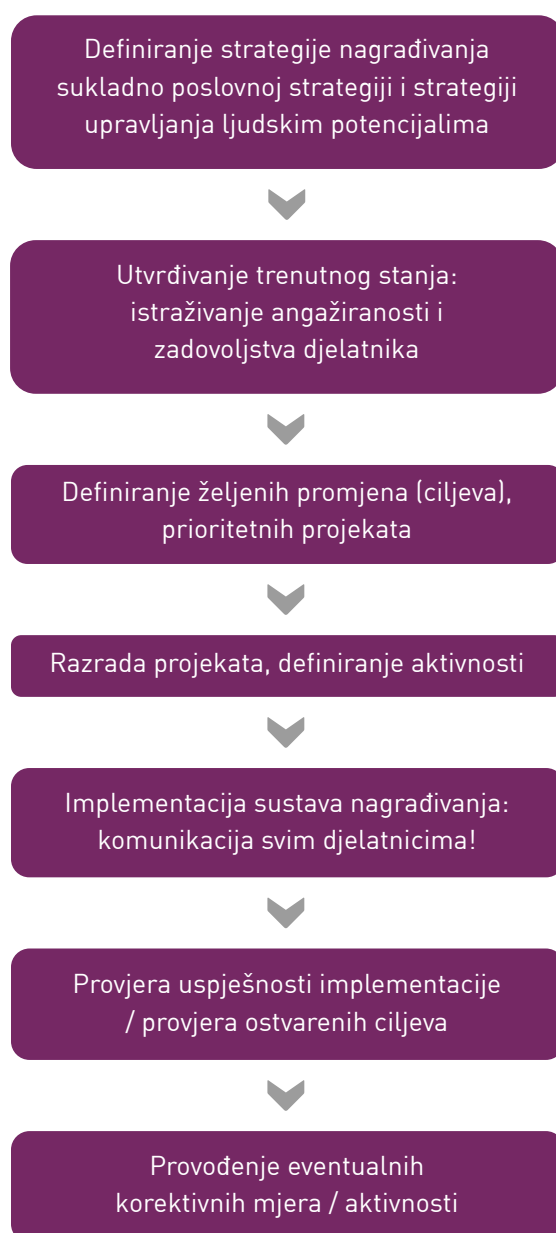 Definiranje strategije nagrađivanja
sukladno poslovnoj strategiji i strategiji
upravljanja ljudskim potencijalima
Utvrđivanje trenutnog stanja:
istraživanje angažiranosti i
zadovoljstva djelatnika
Definiranje željenih promjena (ciljeva),
prioritetnih projekata
Razrada projekata, definiranje aktivnosti
Implementacija sustava nagrađivanja:
komunikacija svim djelatnicima!
Provjera uspješnosti implementacije
/ provjera ostvarenih ciljeva
Provođenje eventualnih
korektivnih mjera / aktivnosti